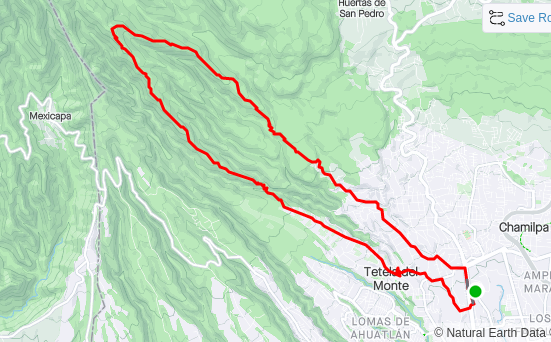 Huertas de
San Pedro
Save Ro
Mexicapa
Chamilpa
Tetela del
Monte
AMP
MARA
LOMAS DE
AHUATLÁN
LOS
© Natural Earth Data